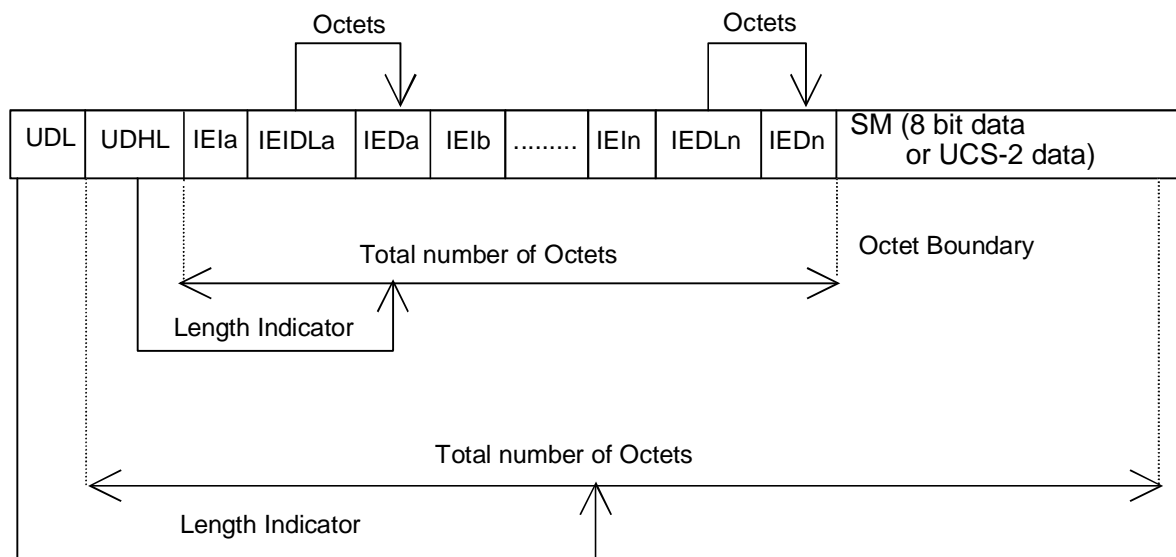 Octets Octets
UDL UDHL IEIa IEIDLa IEDa IEIb ......... IEIn IEDLn IEDn SM (8 bit data
or UCS-2 data)
Total number of Octets
Octet Boundary
Length Indicator
Total number of Octets
Length Indicator